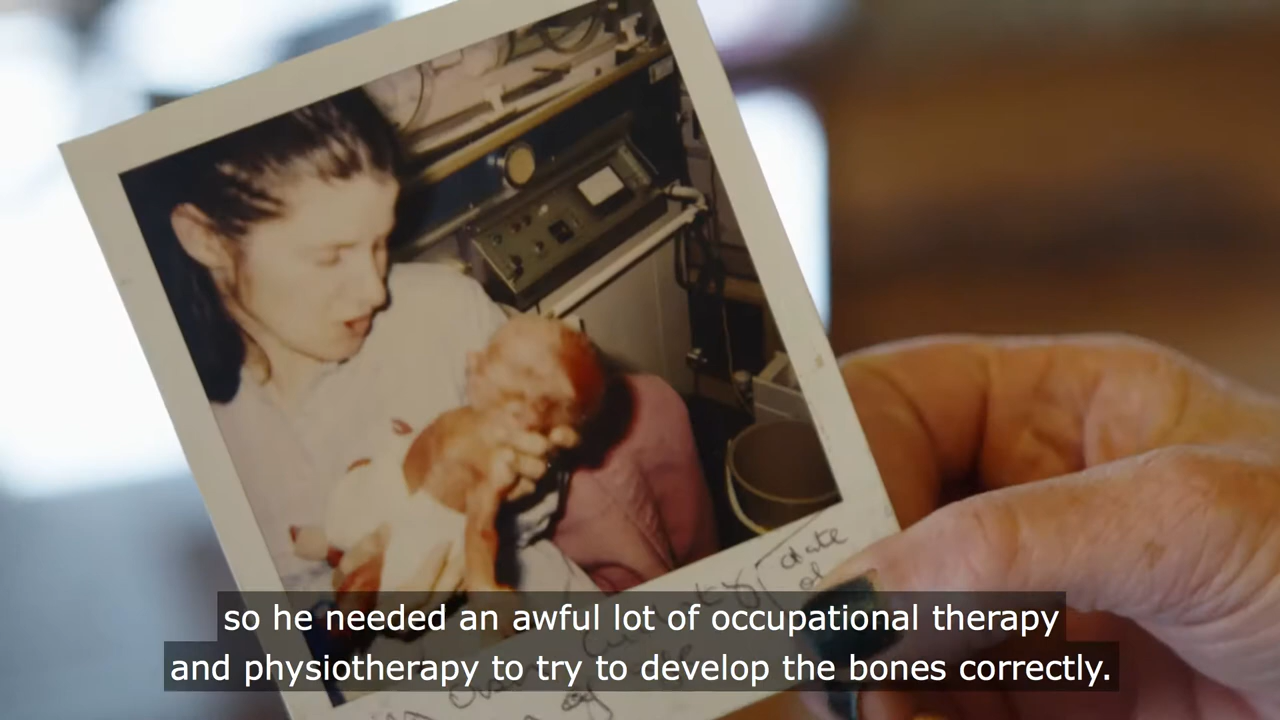 date
of
so he needed an awful lot of occupational therapy
and physiotherapy to try to develop the bones correctly.